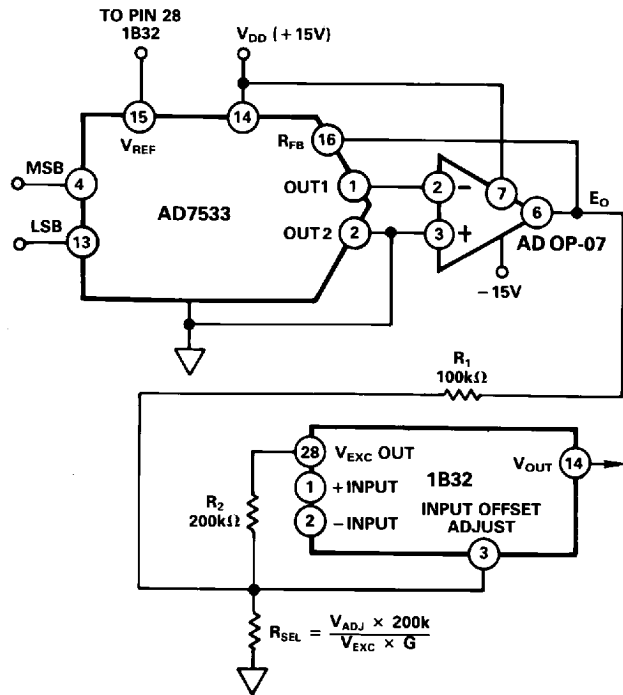 TO PIN 28
1B32
V_DD (+15V)
15
V_REF
14
R_FB
16
MSB
4
AD7533
OUT1
1
2
−
7
6
E_O
LSB
13
OUT2
2
3
+
AD OP-07
−15V
R_1
100kΩ
28
V_EXC OUT
1
+INPUT
2
−INPUT
1B32
V_OUT
14
INPUT OFFSET
ADJUST
3
R_2
200kΩ
R_SEL = V_ADJ × 200k
V_EXC × G